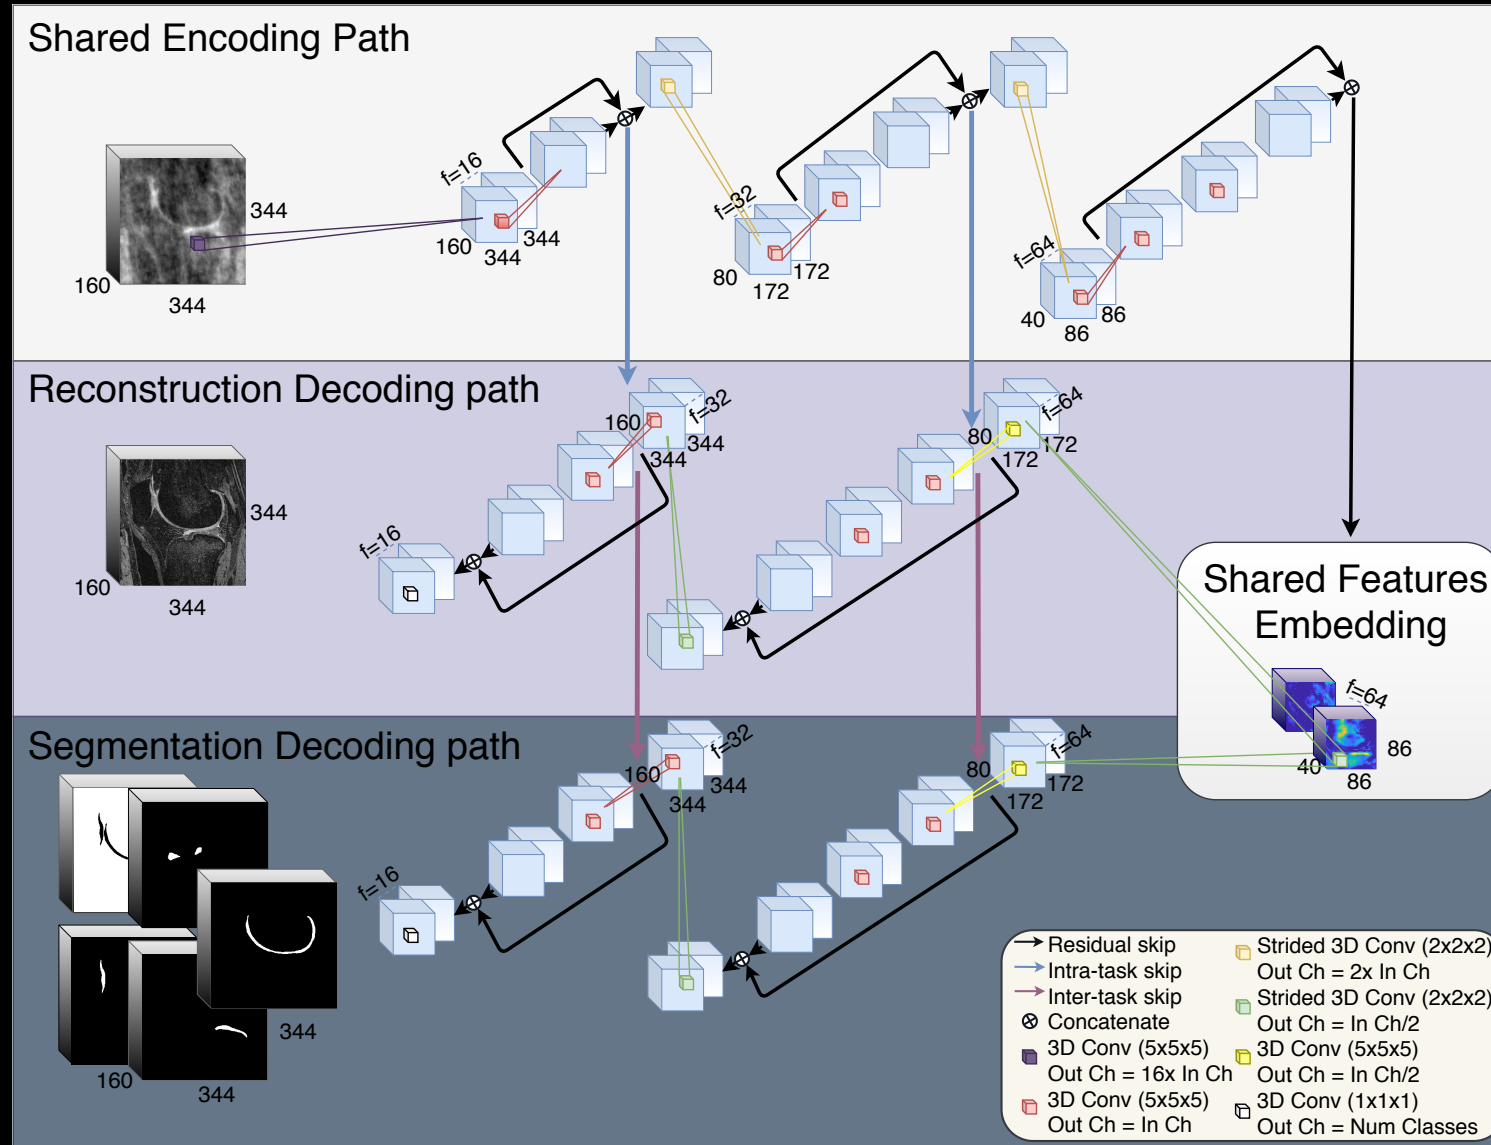 Shared Encoding Path
344
160
344
f=16
160
344
344
f=32
80
172
172
f=64
40
86
86
Reconstruction Decoding path
344
160
344
f=16
160
f=32
344
344
80
f=64
172
172
Shared Features
Embedding
f=64
40
86
86
Segmentation Decoding path
344
160
344
f=16
160
f=32
344
344
80
f=64
172
172
Residual skip
Intra-task skip
Inter-task skip
Concatenate
3D Conv (5x5x5)
Out Ch = 16x In Ch
3D Conv (5x5x5)
Out Ch = In Ch
Strided 3D Conv (2x2x2)
Out Ch = 2x In Ch
Strided 3D Conv (2x2x2)
Out Ch = In Ch/2
3D Conv (5x5x5)
Out Ch = In Ch/2
3D Conv (1x1x1)
Out Ch = Num Classes